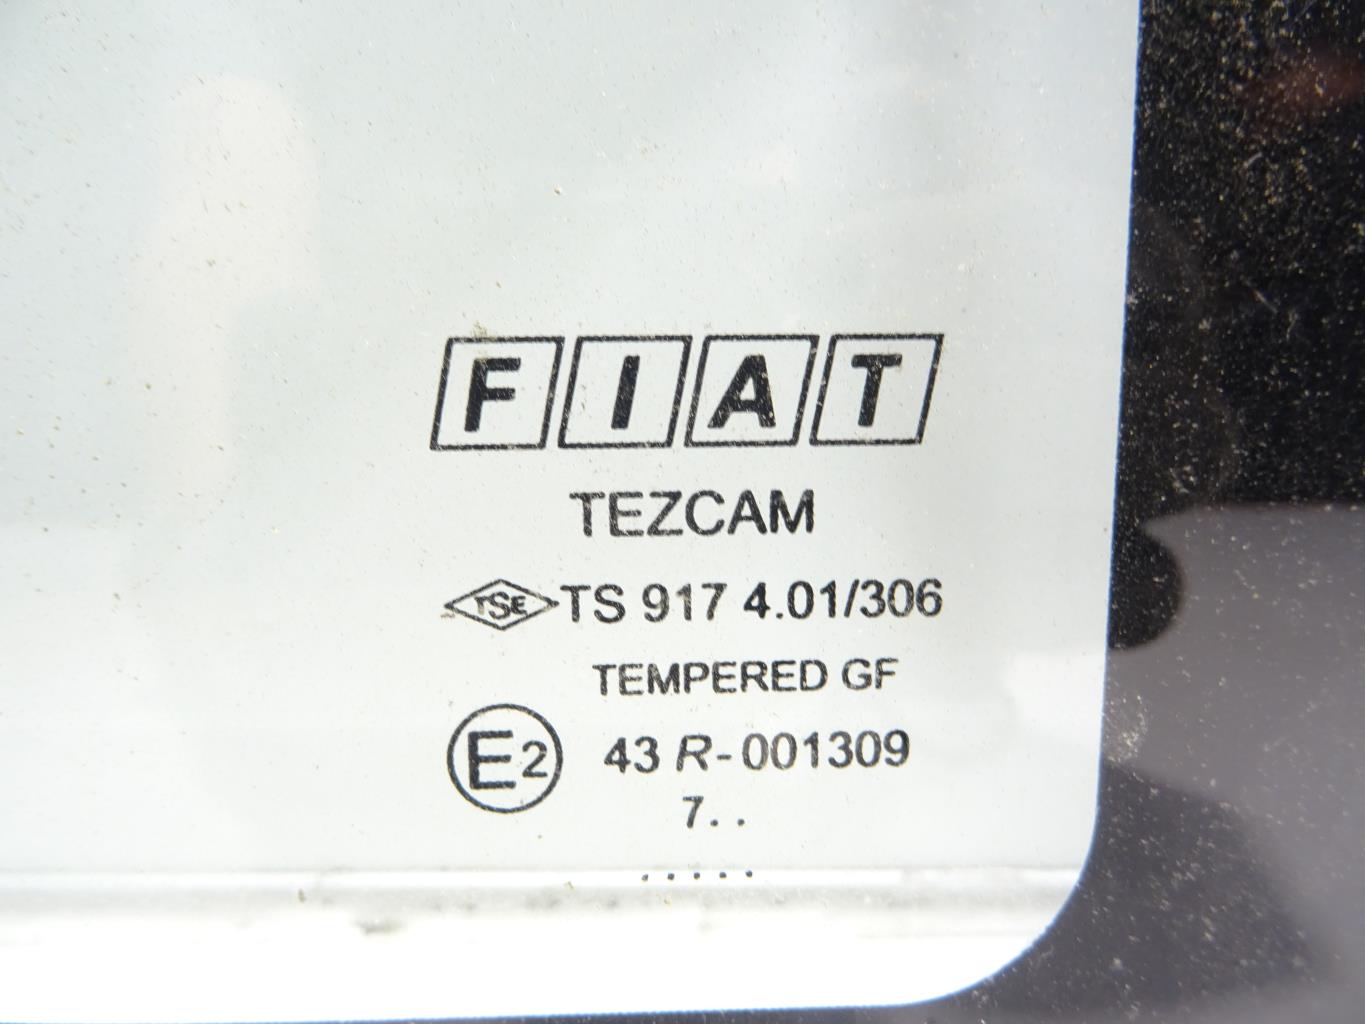 FIAT
TEZCAM
TSE TS 917 4.01/306
TEMPERED GF
E2 43 R-001309
7..
.....